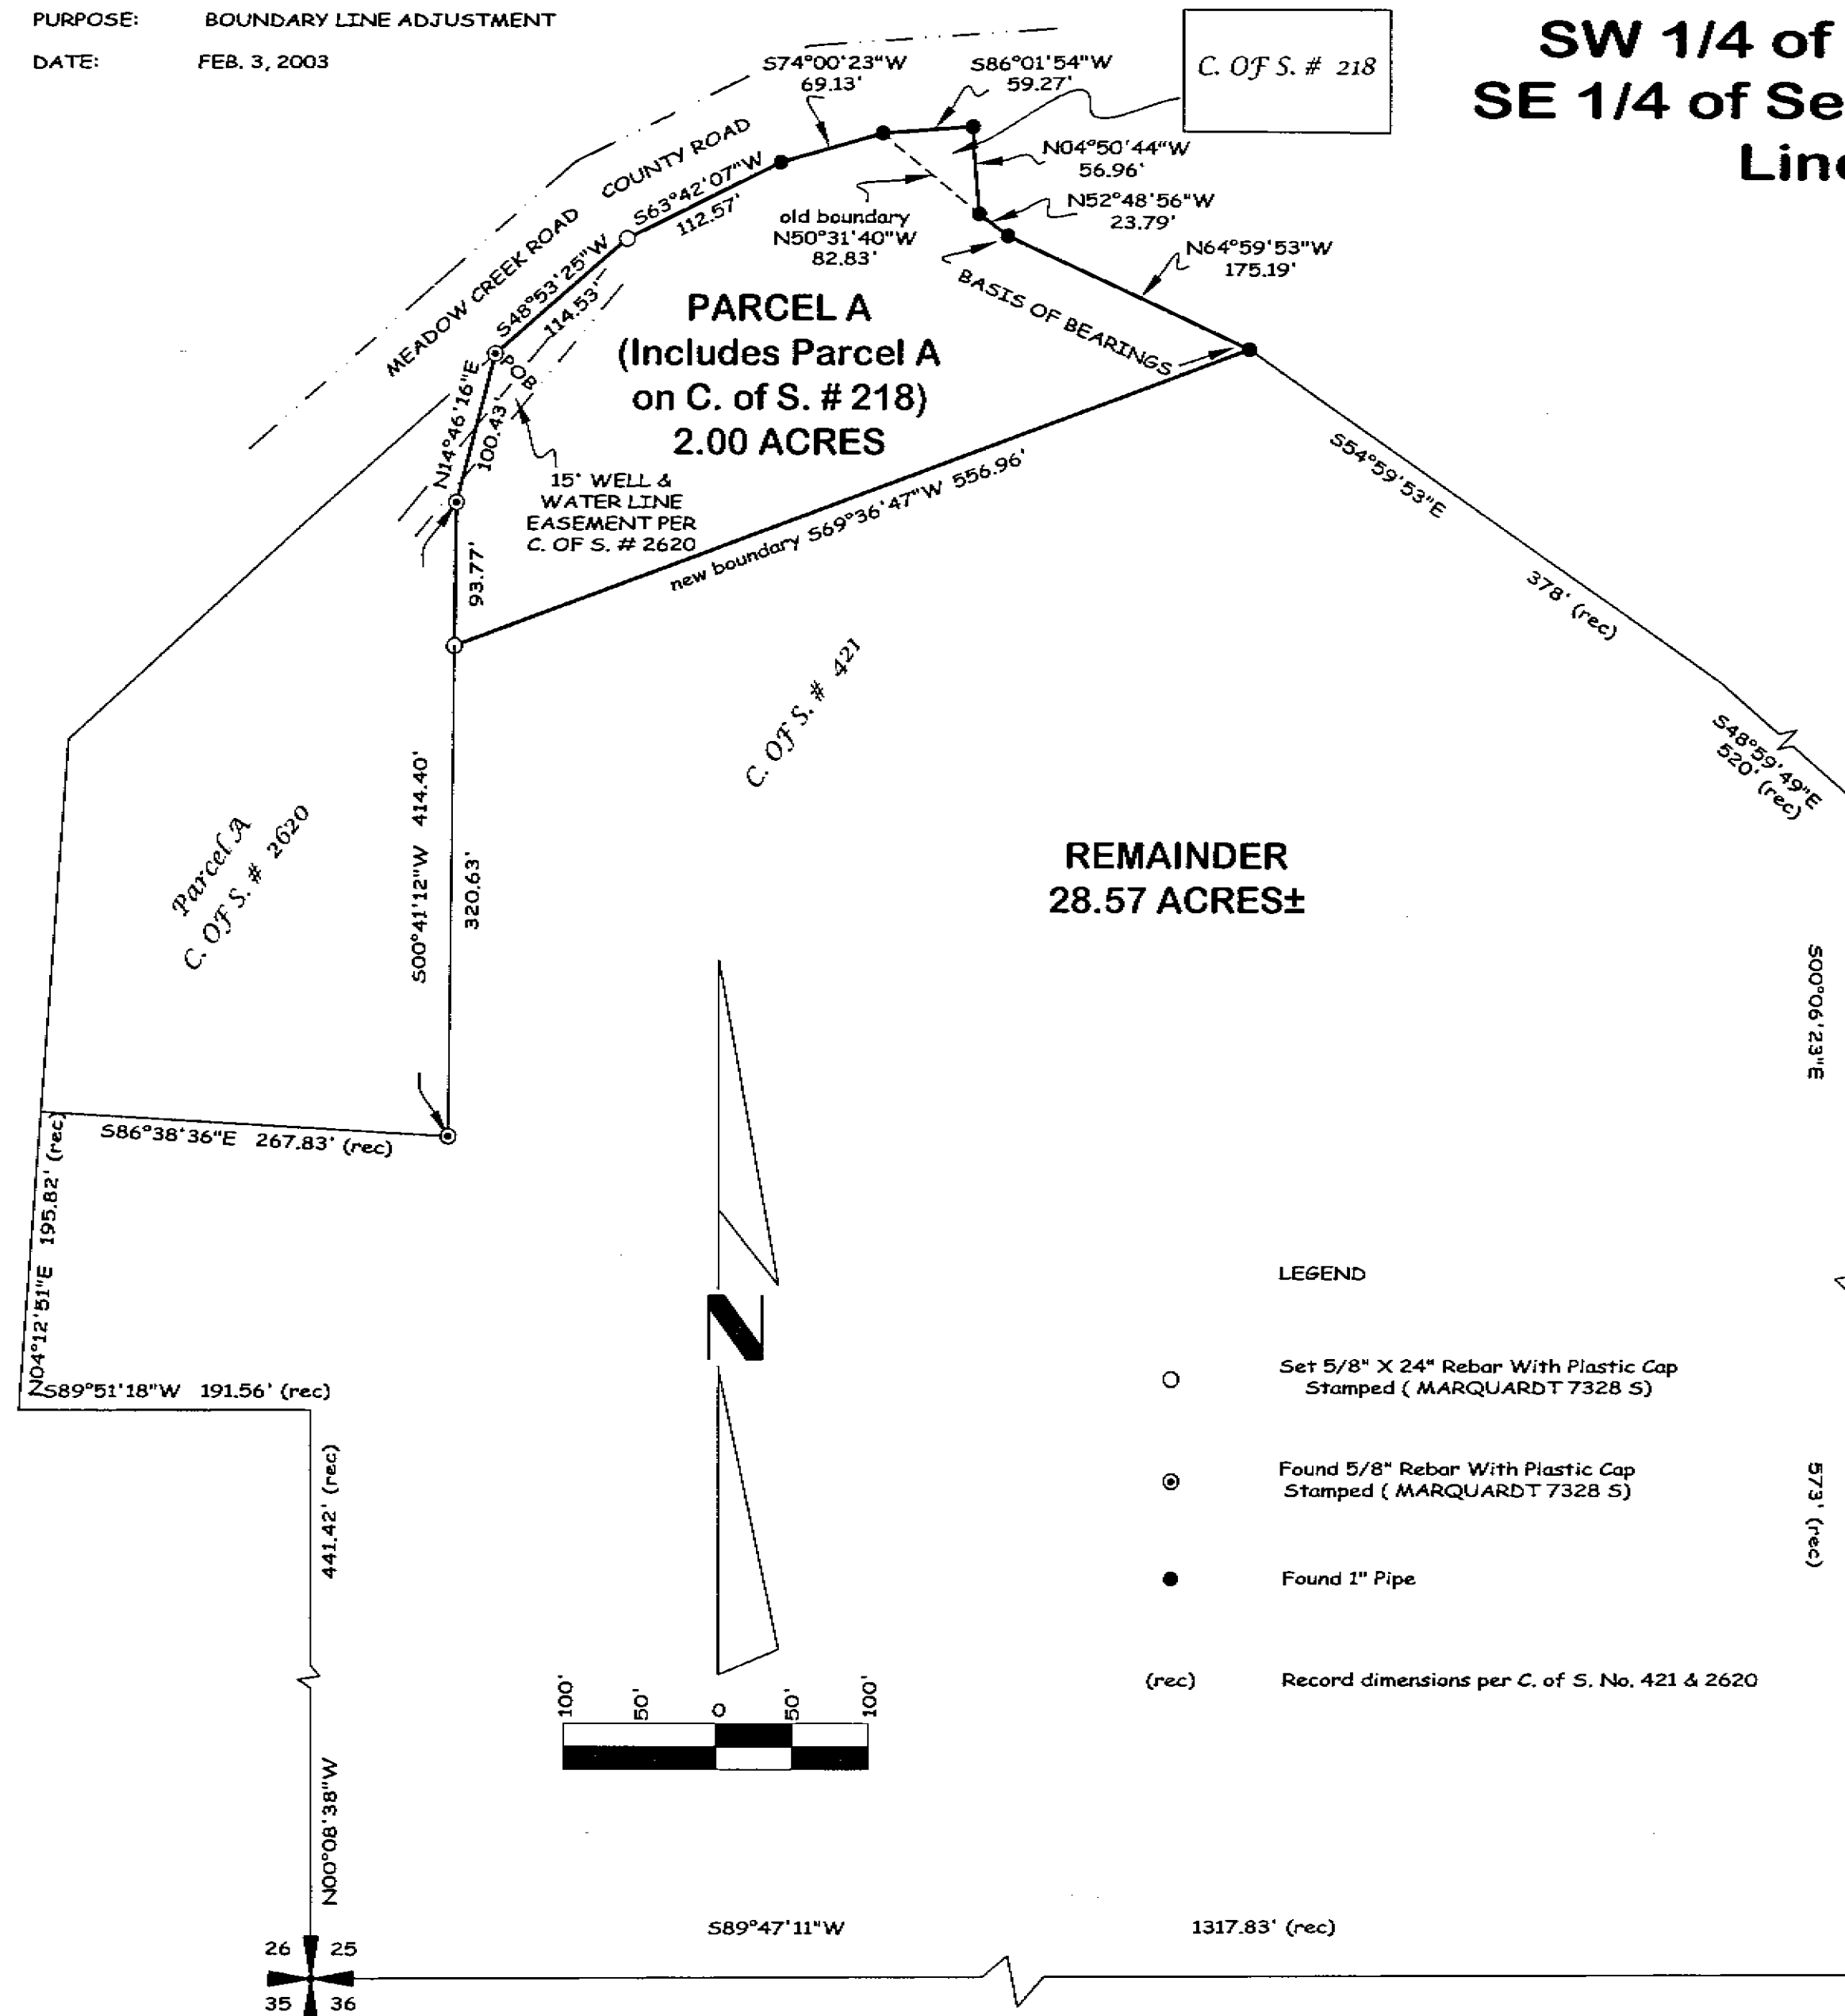 PURPOSE: BOUNDARY LINE ADJUSTMENT
DATE: FEB. 3, 2003
SW 1/4 of
SE 1/4 of Se
Line
C. OF S. # 218
S74°00'23"W
69.13'
S86°01'54"W
59.27'
N04°50'44"W
56.96'
N52°48'56"W
23.79'
N64°59'53"W
175.19'
old boundary
N50°31'40"W
82.83'
MEADOW CREEK ROAD COUNTY ROAD
S63°42'07"W
112.57'
S48°53'25"W
114.53'
POB
N14°46'16"E
100.43'
BASIS OF BEARINGS
PARCEL A
(Includes Parcel A
on C. of S. # 218)
2.00 ACRES
15' WELL &
WATER LINE
EASEMENT PER
C. OF S. # 2620
93.77'
new boundary S69°36'47"W 556.96'
S54°59'53"E
378' (rec)
S48°59'49"E
520' (rec)
C. OF S. # 421
Parcel A
C. OF S. # 2620
S00°41'12"W 414.40'
320.63'
REMAINDER
28.57 ACRES±
S00°06'23"E
573' (rec)
S86°38'36"E 267.83' (rec)
N04°12'51"E 195.82' (rec)
S89°51'18"W 191.56' (rec)
441.42' (rec)
N00°08'38"W
N
LEGEND
Set 5/8" X 24" Rebar With Plastic Cap
Stamped ( MARQUARDT 7328 S)
Found 5/8" Rebar With Plastic Cap
Stamped ( MARQUARDT 7328 S)
Found 1" Pipe
(rec) Record dimensions per C. of S. No. 421 & 2620
100' 50' 0 50' 100'
S89°47'11"W 1317.83' (rec)
26 25
35 36